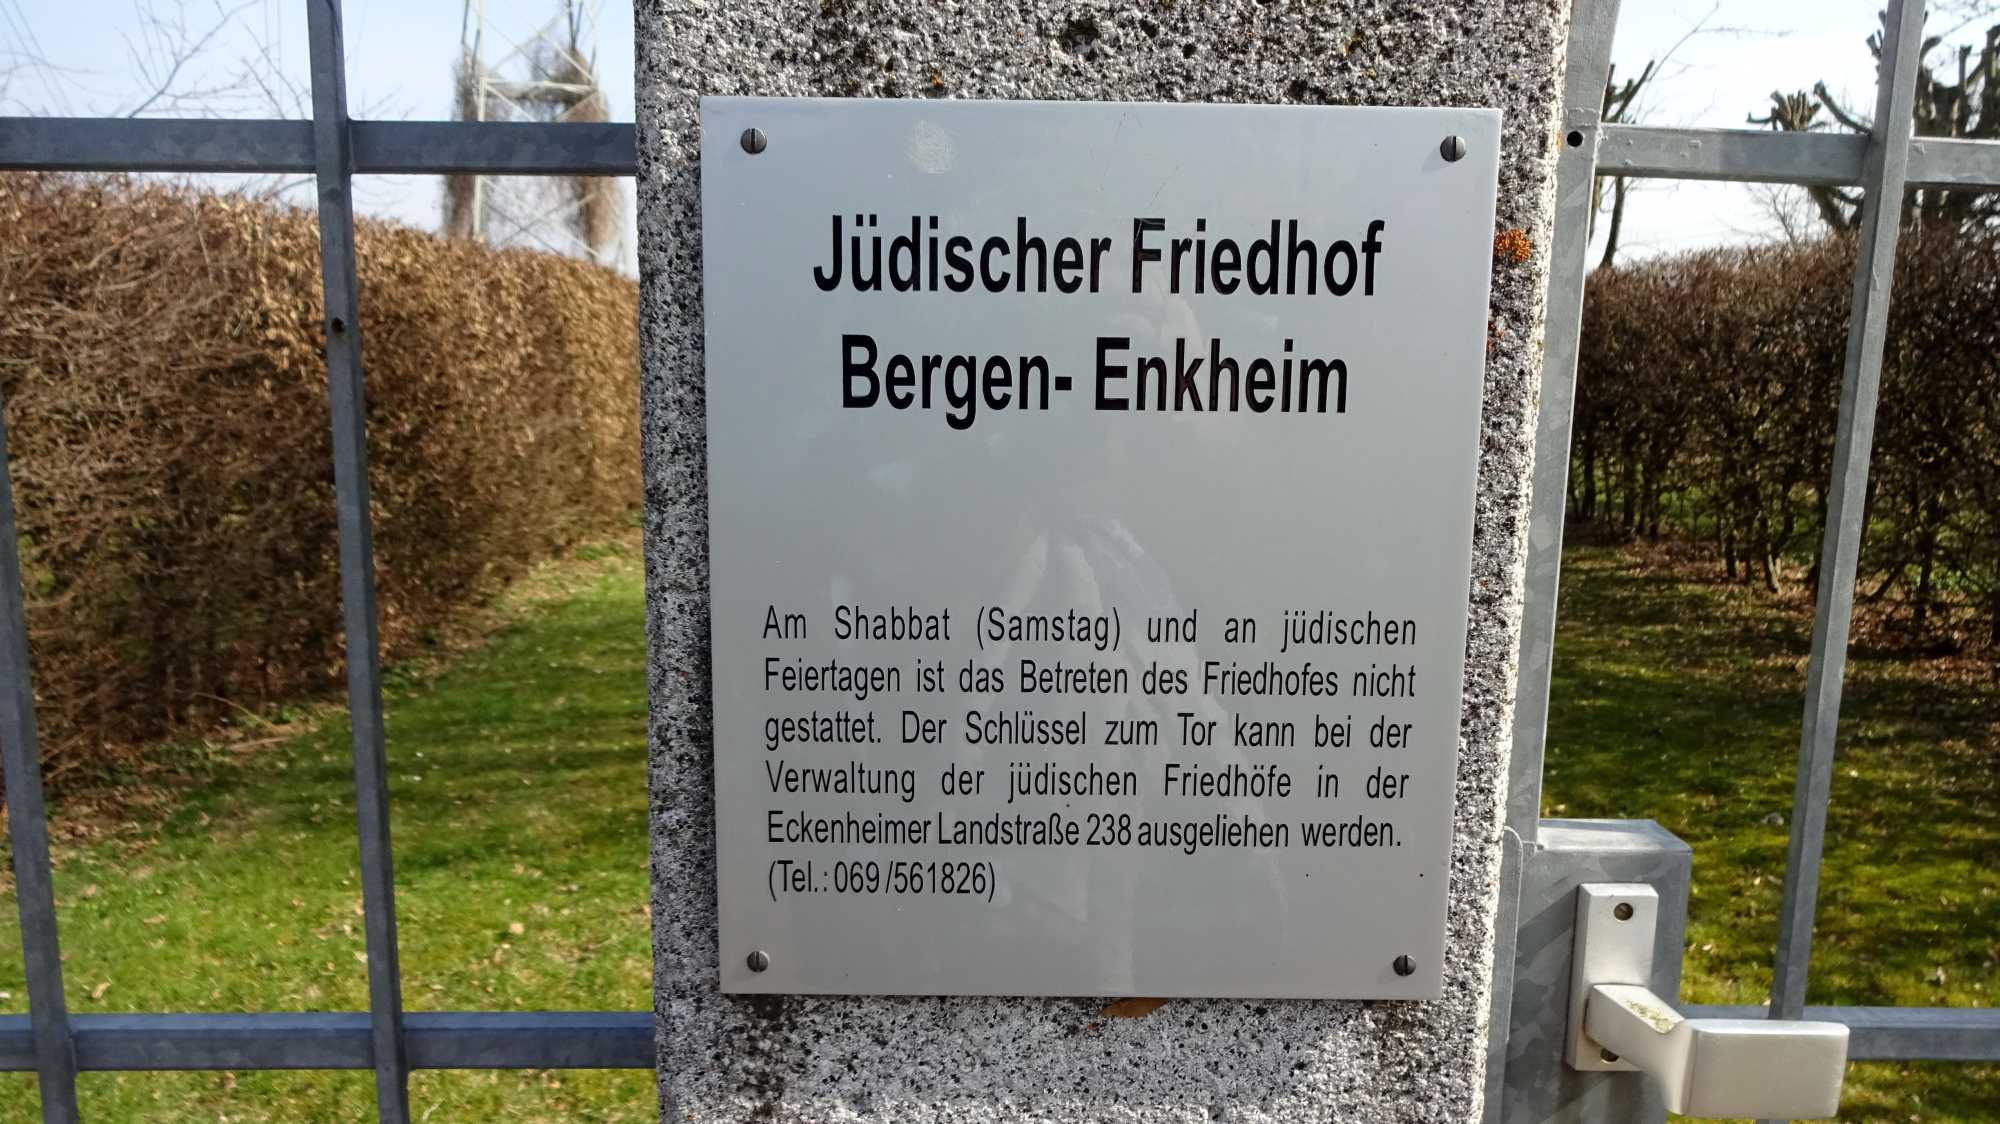 Jüdischer Friedhof
Bergen- Enkheim
Am Shabbat (Samstag) und an jüdischen
Feiertagen ist das Betreten des Friedhofes nicht
gestattet. Der Schlüssel zum Tor kann bei der
Verwaltung der jüdischen Friedhöfe in der
Eckenheimer Landstraße 238 ausgeliehen werden.
(Tel.: 069/561826)